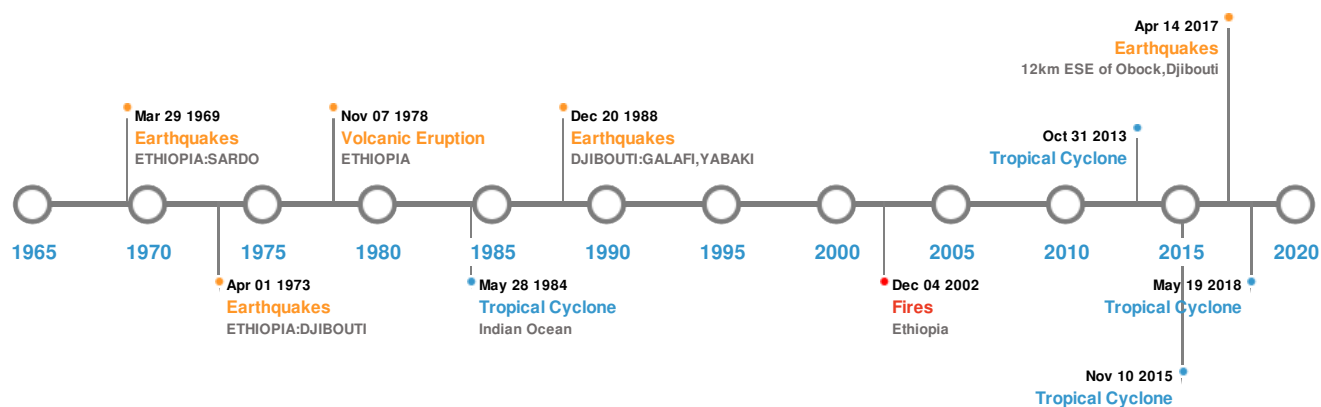 Apr 14 2017
Earthquakes
12km ESE of Obock,Djibouti
Mar 29 1969
Earthquakes
ETHIOPIA:SARDO
Nov 07 1978
Volcanic Eruption
ETHIOPIA
Dec 20 1988
Earthquakes
DJIBOUTI:GALAFI,YABAKI
Oct 31 2013
Tropical Cyclone
1965 1970 1975 1980 1985 1990 1995 2000 2005 2010 2015 2020
Apr 01 1973
Earthquakes
ETHIOPIA:DJIBOUTI
May 28 1984
Tropical Cyclone
Indian Ocean
Dec 04 2002
Fires
Ethiopia
May 19 2018
Tropical Cyclone
Nov 10 2015
Tropical Cyclone